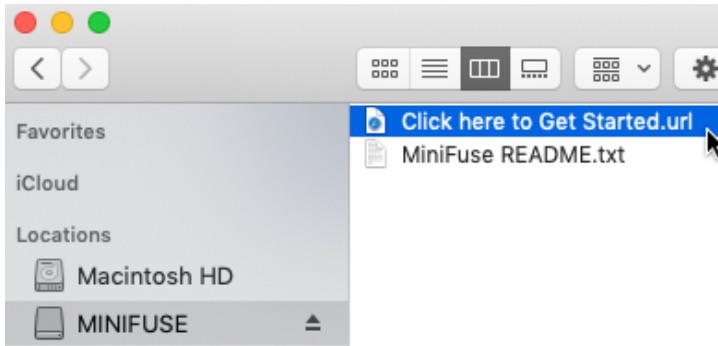 Favorites
iCloud
Locations
Macintosh HD
MINIFUSE
Click here to Get Started.url
MiniFuse README.txt